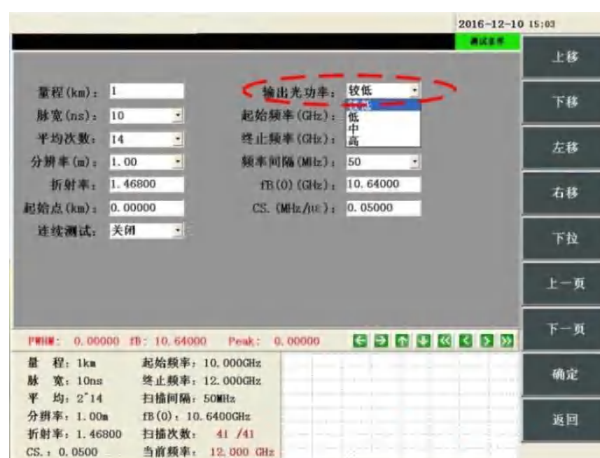 2016-12-10 15:03
上移
下移
左移
右移
下拉
上一页
下一页
确定
返回
量程(km): 1
脉宽(ns): 10
平均次数: 14
分辨率(m): 1.00
折射率: 1.46800
起始点(km): 0.00000
连续测试: 关闭
输出光功率: 较低
较低
低
中
高
起始频率(GHz):
终止频率(GHz):
频率间隔(MHz): 50
fB(0)(GHz): 10.64000
CS.(MHz/με): 0.05000
FWHM: 0.00000 fB: 10.64000 Peak: 0.00000
量 程: 1km 起始频率: 10.000GHz
脉 宽: 10ns 终止频率: 12.000GHz
平 均: 2^14 扫描间隔: 50MHz
分辨率: 1.00m fB(0): 10.6400GHz
折射率: 1.46800 扫描次数: 41 /41
CS.: 0.0500 当前频率: 12.000 GHz